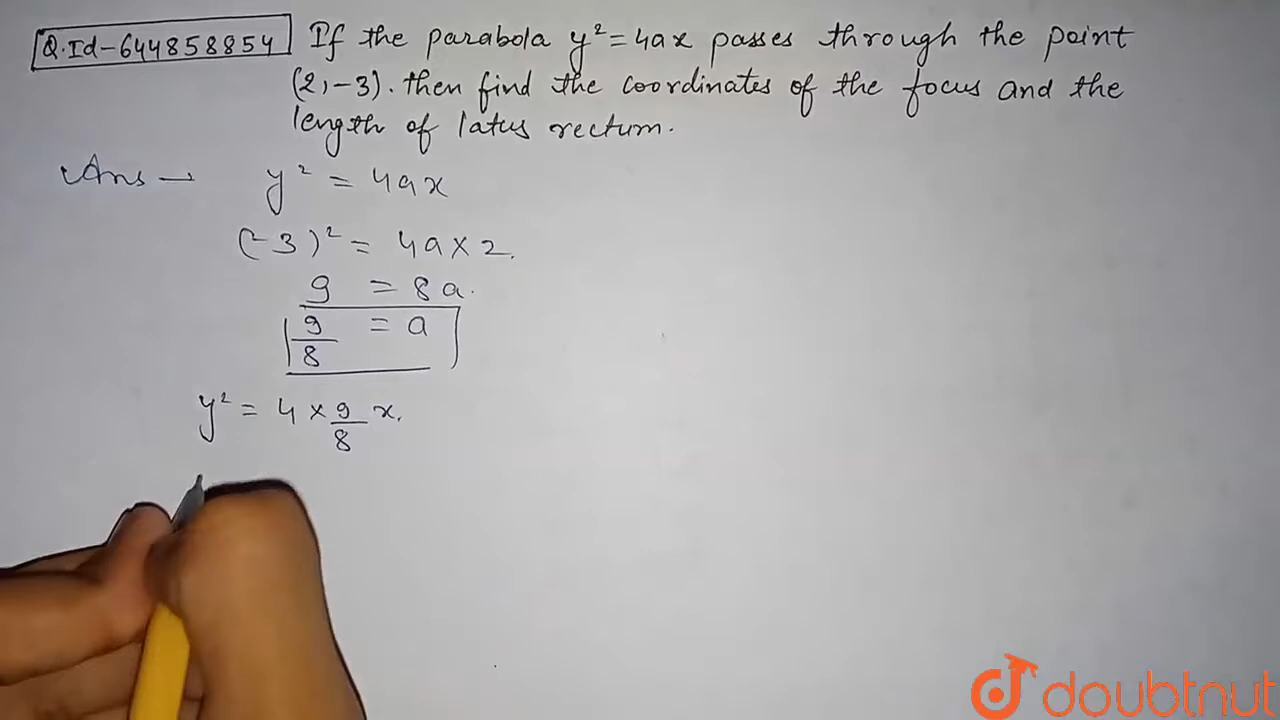 Q.Id-644858854 If the parabola y² = 4ax passes through the point
(2,-3). then find the coordinates of the focus and the
length of latus rectum.
Ans → y² = 4ax
(-3)² = 4a × 2.
9 = 8a.
9/8 = a
y² = 4 × 9/8 x.
doubtnut